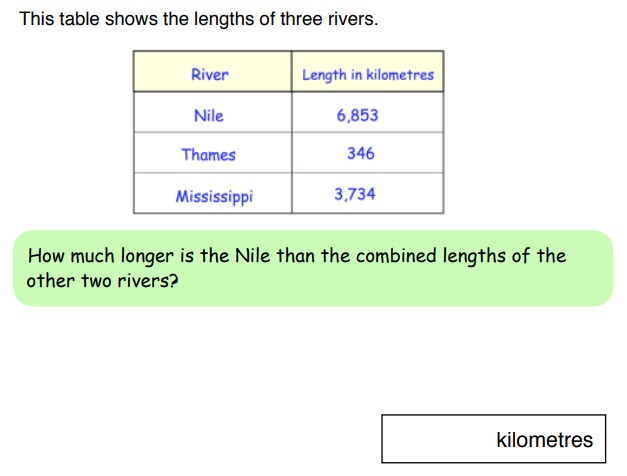 This table shows the lengths of three rivers.
River Length in kilometres
Nile 6,853
Thames 346
Mississippi 3,734
How much longer is the Nile than the combined lengths of the
other two rivers?
kilometres